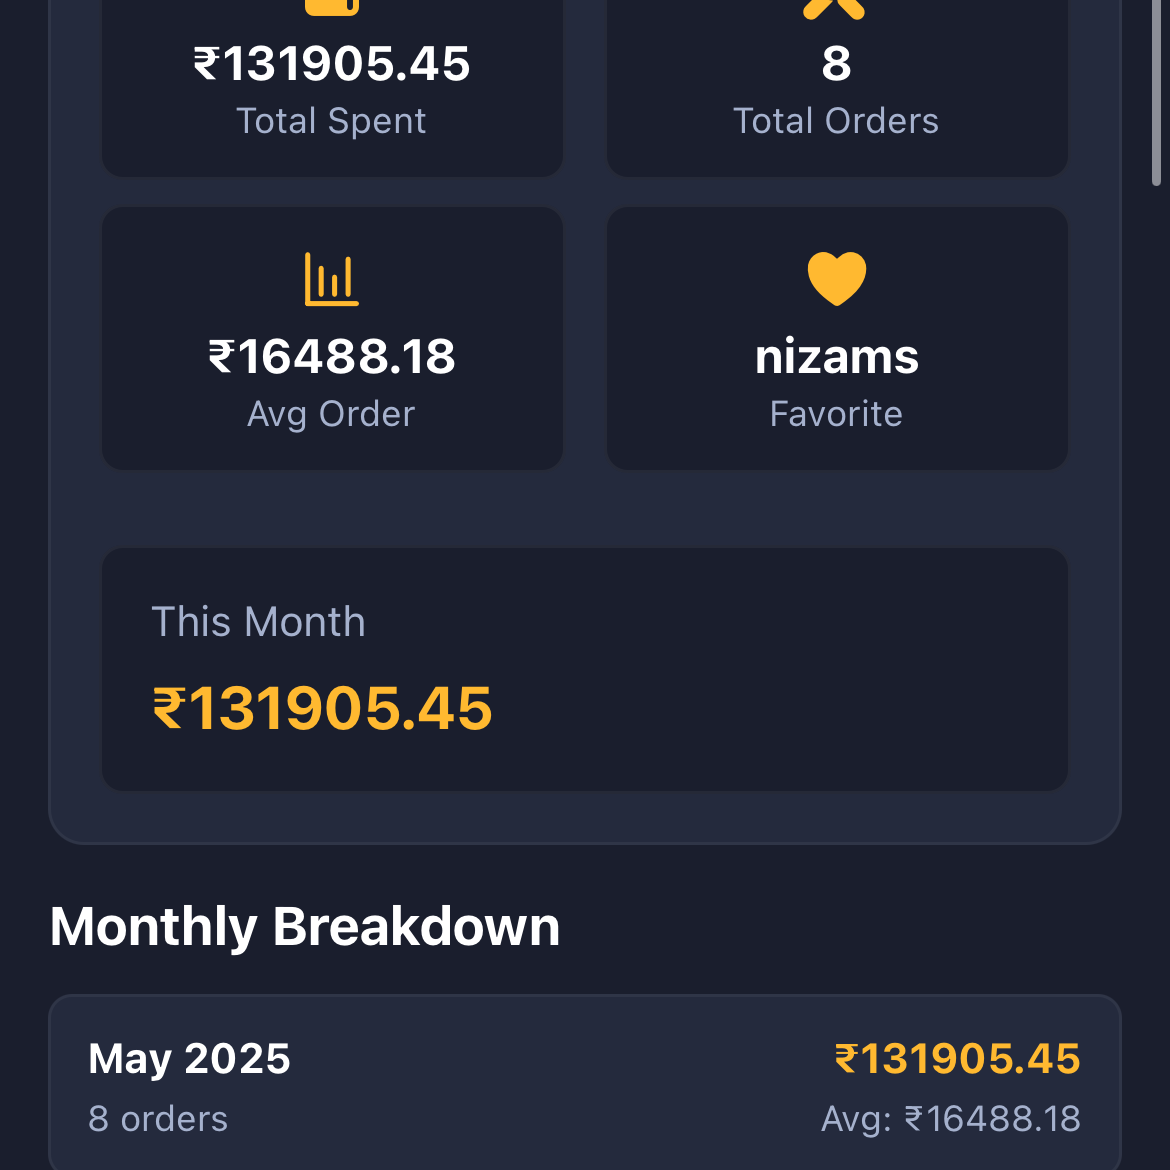 ₹131905.45
Total Spent
8
Total Orders
₹16488.18
Avg Order
nizams
Favorite
This Month
₹131905.45
Monthly Breakdown
May 2025
₹131905.45
8 orders
Avg: ₹16488.18